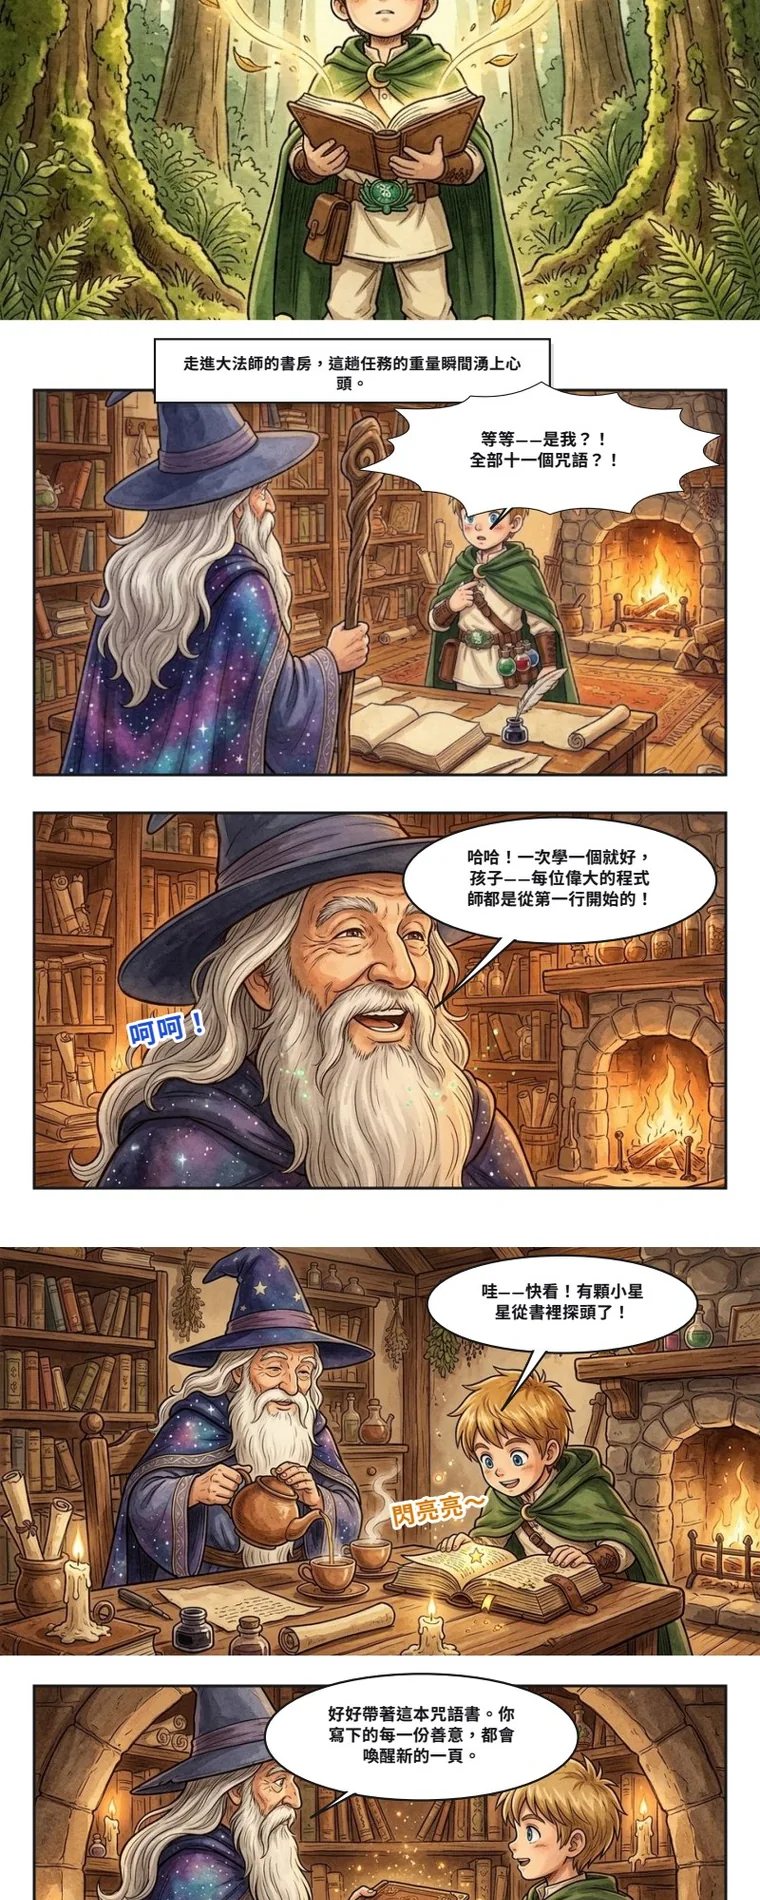 走進大法師的書房，這趟任務的重量瞬間湧上心
頭。
等等——是我？！
全部十一個咒語？！
哈哈！一次學一個就好，
孩子——每位偉大的程式
師都是從第一行開始的！
呵呵！
哇——快看！有顆小星
星從書裡探頭了！
閃亮亮～
好好帶著這本咒語書。你
寫下的每一份善意，都會
喚醒新的一頁。